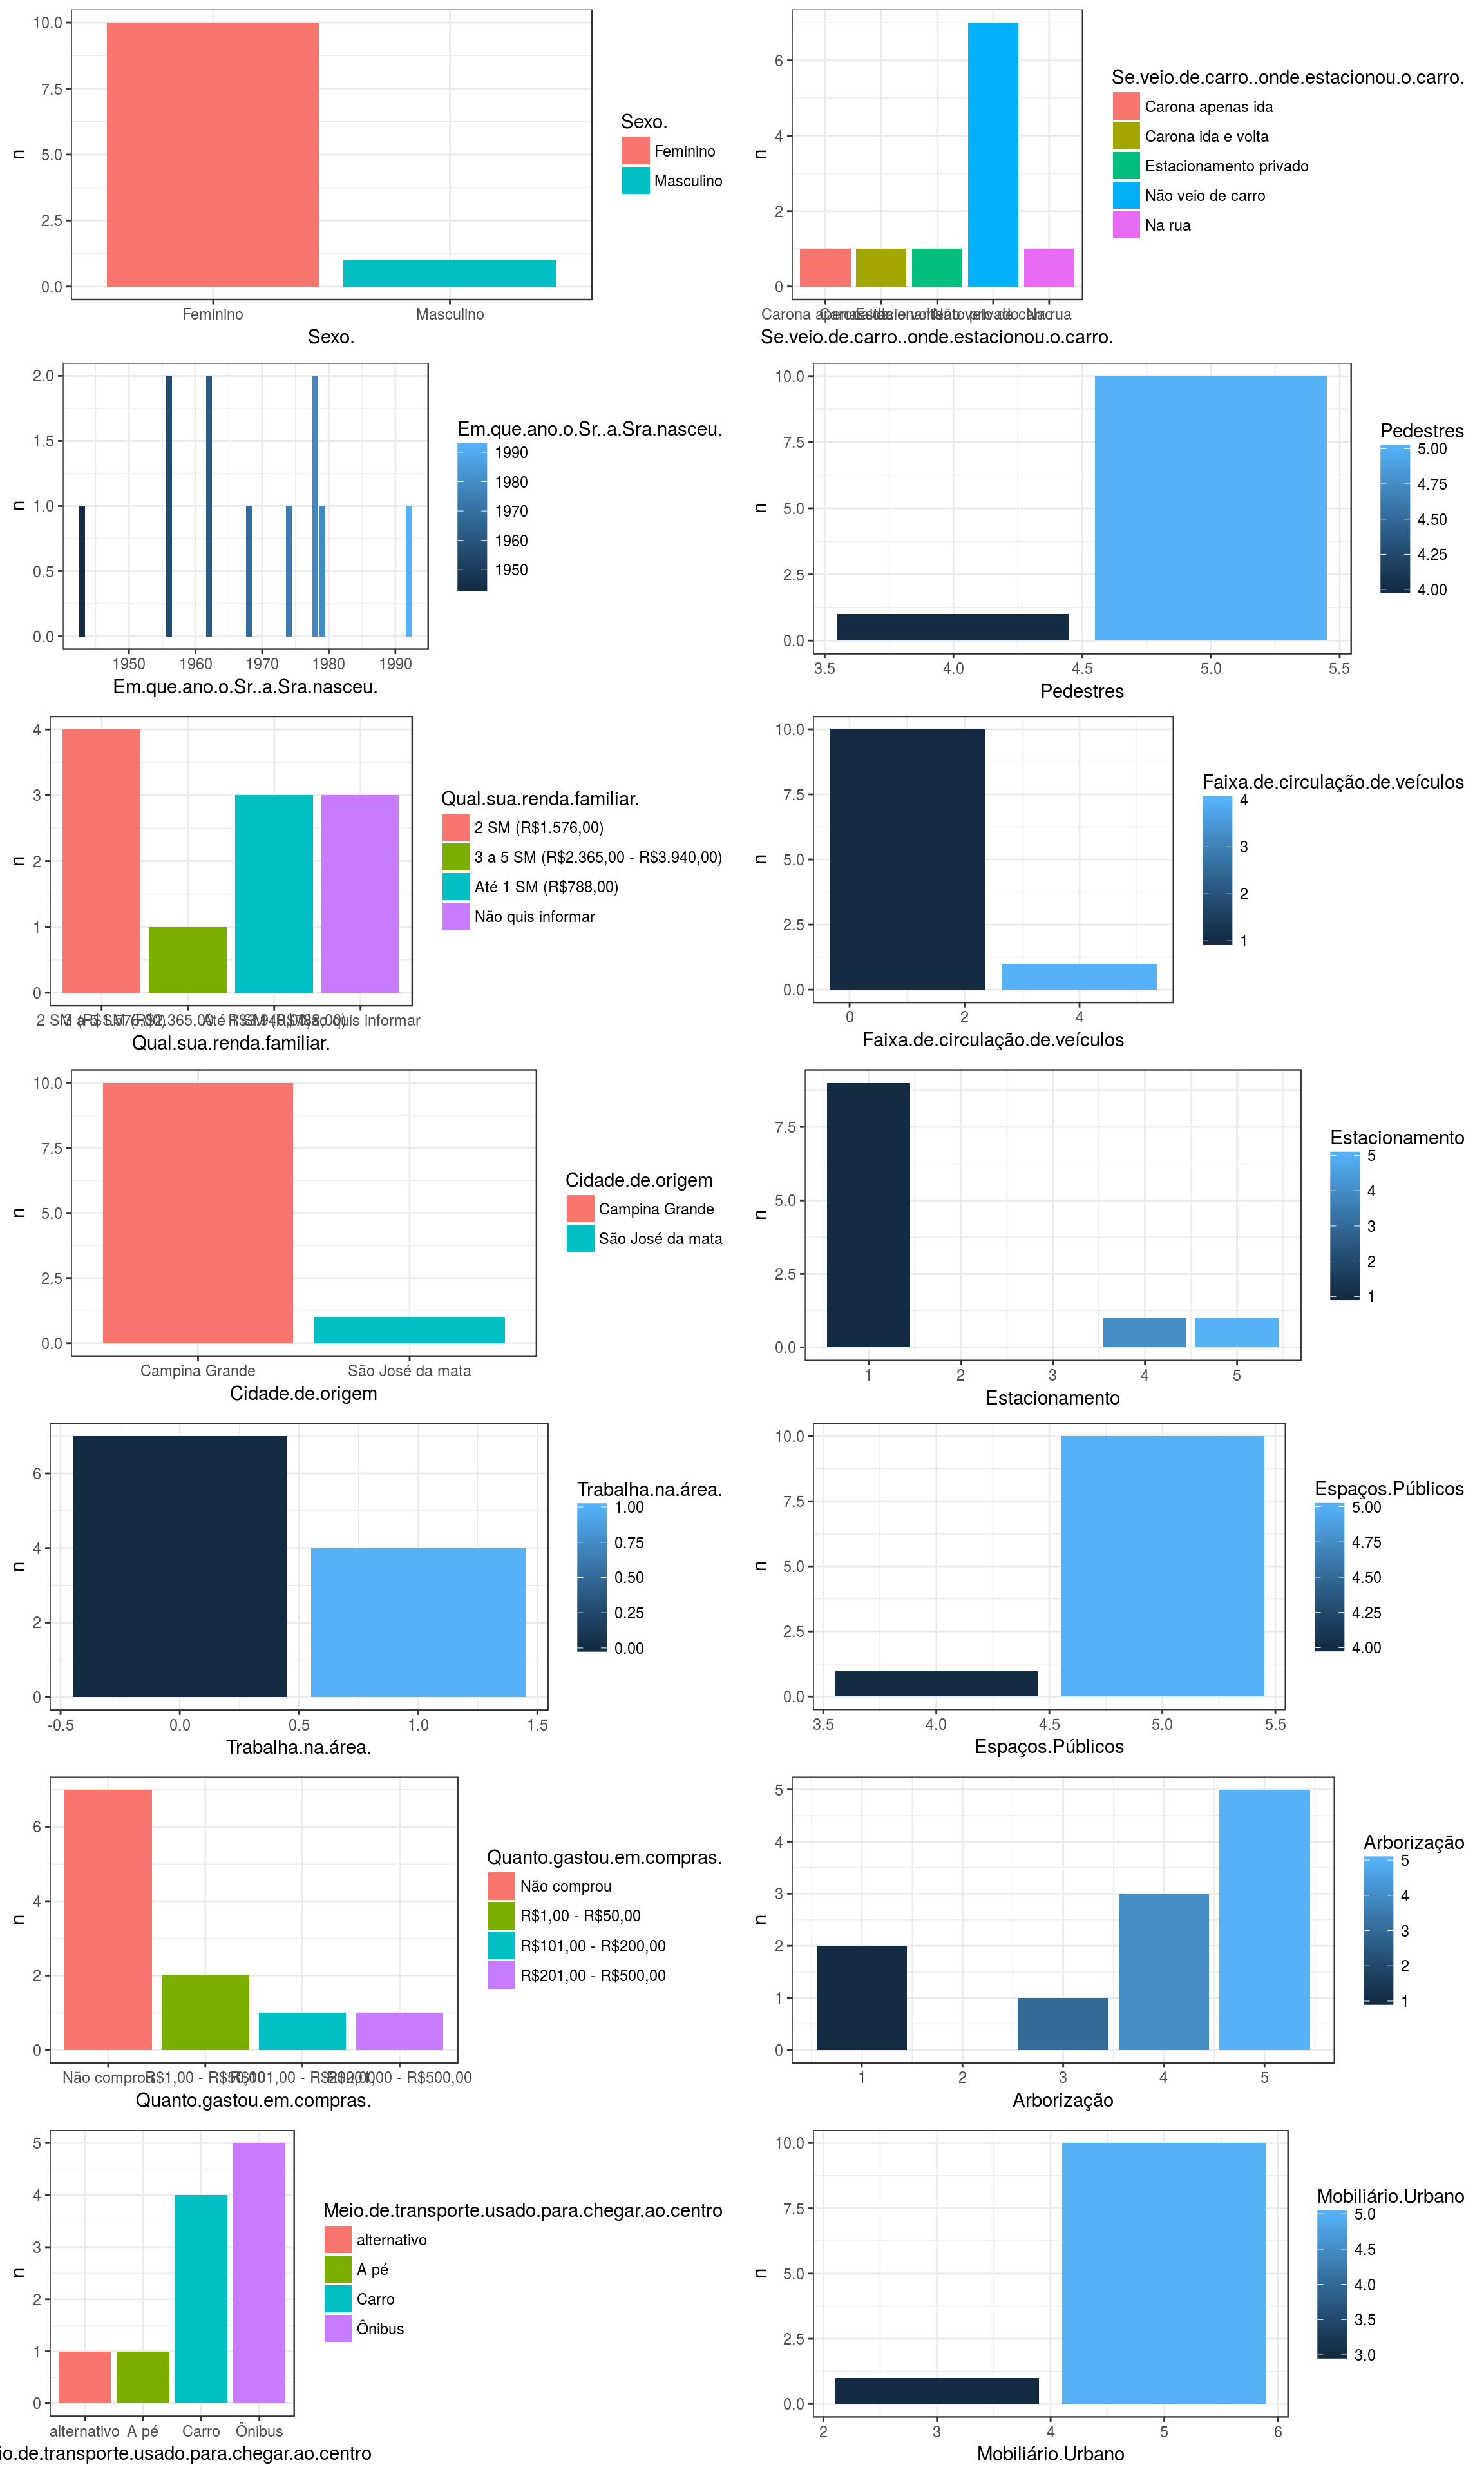 10.0
7.5
5.0
2.5
0.0
n
Feminino Masculino
Sexo.
Sexo.
Feminino
Masculino
6
4
2
0
n
Se.veio.de.carro..onde.estacionou.o.carro.
Se.veio.de.carro..onde.estacionou.o.carro.
Carona apenas ida
Carona ida e volta
Estacionamento privado
Não veio de carro
Na rua
2.0
1.5
1.0
0.5
0.0
n
1950 1960 1970 1980 1990
Em.que.ano.o.Sr..a.Sra.nasceu.
Em.que.ano.o.Sr..a.Sra.nasceu.
1990
1980
1970
1960
1950
10.0
7.5
5.0
2.5
0.0
n
3.5 4.0 4.5 5.0 5.5
Pedestres
Pedestres
5.00
4.75
4.50
4.25
4.00
4
3
2
1
0
n
Qual.sua.renda.familiar.
Qual.sua.renda.familiar.
2 SM (R$1.576,00)
3 a 5 SM (R$2.365,00 - R$3.940,00)
Até 1 SM (R$788,00)
Não quis informar
10.0
7.5
5.0
2.5
0.0
n
0 2 4
Faixa.de.circulação.de.veículos
Faixa.de.circulação.de.veículos
4
3
2
1
10.0
7.5
5.0
2.5
0.0
n
Campina Grande São José da mata
Cidade.de.origem
Cidade.de.origem
Campina Grande
São José da mata
7.5
5.0
2.5
0.0
n
1 2 3 4 5
Estacionamento
Estacionamento
5
4
3
2
1
6
4
2
0
n
-0.5 0.0 0.5 1.0 1.5
Trabalha.na.área.
Trabalha.na.área.
1.00
0.75
0.50
0.25
0.00
10.0
7.5
5.0
2.5
0.0
n
3.5 4.0 4.5 5.0 5.5
Espaços.Públicos
Espaços.Públicos
5.00
4.75
4.50
4.25
4.00
6
4
2
0
n
Quanto.gastou.em.compras.
Quanto.gastou.em.compras.
Não comprou
R$1,00 - R$50,00
R$101,00 - R$200,00
R$201,00 - R$500,00
5
4
3
2
1
0
n
1 2 3 4 5
Arborização
Arborização
5
4
3
2
1
5
4
3
2
1
0
n
alternativo A pé Carro Ônibus
io.de.transporte.usado.para.chegar.ao.centro
Meio.de.transporte.usado.para.chegar.ao.centro
alternativo
A pé
Carro
Ônibus
10.0
7.5
5.0
2.5
0.0
n
2 3 4 5 6
Mobiliário.Urbano
Mobiliário.Urbano
5.0
4.5
4.0
3.5
3.0